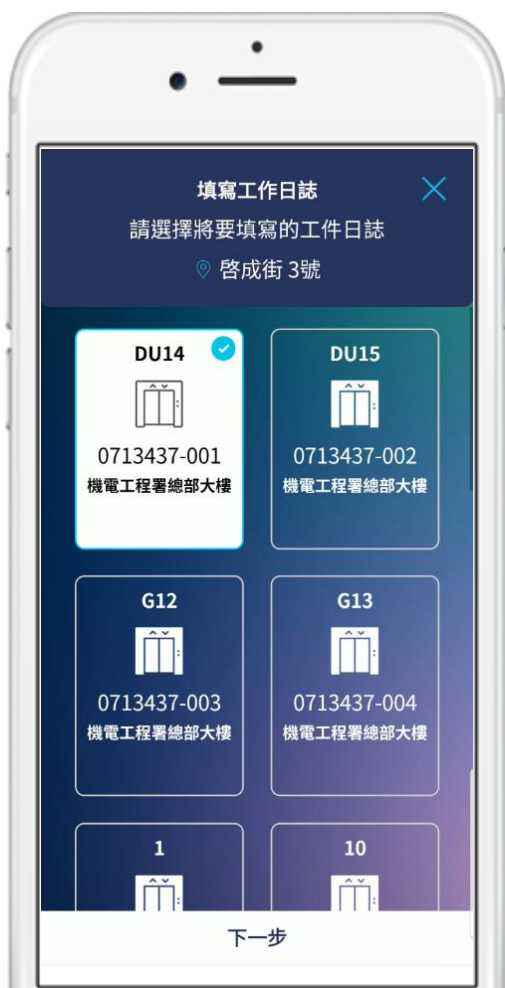 填寫工作日誌
請選擇將要填寫的工件日誌
啓成街 3號
DU14
0713437-001
機電工程署總部大樓
DU15
0713437-002
機電工程署總部大樓
G12
0713437-003
機電工程署總部大樓
G13
0713437-004
機電工程署總部大樓
1
10
下一步